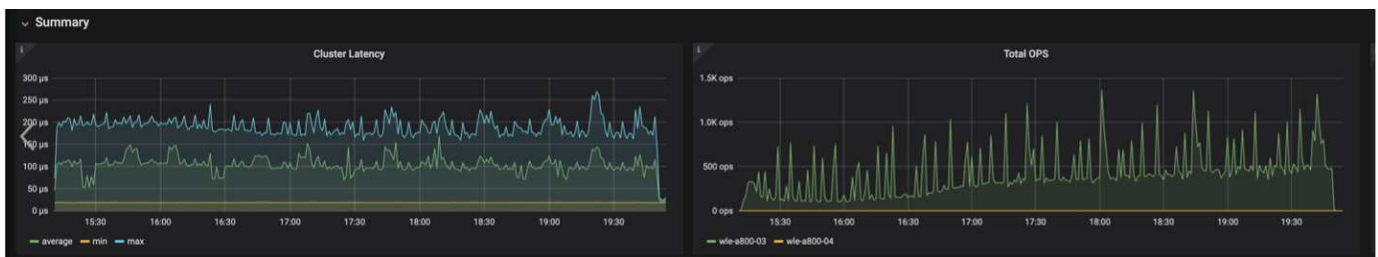 Summary
Cluster Latency
300 µs
250 µs
200 µs
150 µs
100 µs
50 µs
0 µs
15:30 16:00 16:30 17:00 17:30 18:00 18:30 19:00 19:30
average min max
Total OPS
1.5K ops
1.0K ops
500 ops
0 ops
15:30 16:00 16:30 17:00 17:30 18:00 18:30 19:00 19:30
wle-a800-03 wle-a800-04